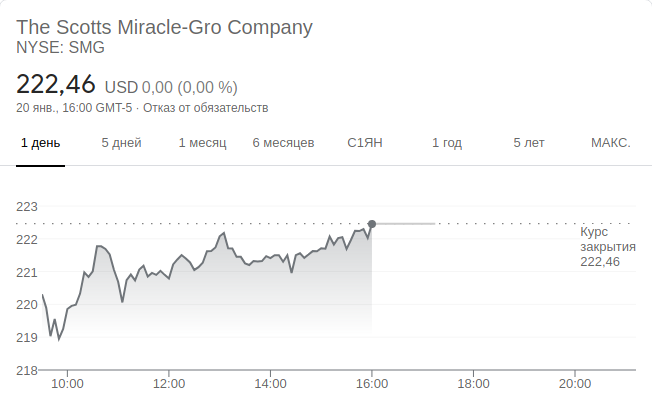 The Scotts Miracle-Gro Company
NYSE: SMG
222,46 USD 0,00 (0,00 %)
20 янв., 16:00 GMT-5 · Отказ от обязательств
1 день 5 дней 1 месяц 6 месяцев С1ЯН 1 год 5 лет МАКС.
223
222
221
220
219
218
Курс
закрытия
222,46
10:00 12:00 14:00 16:00 18:00 20:00